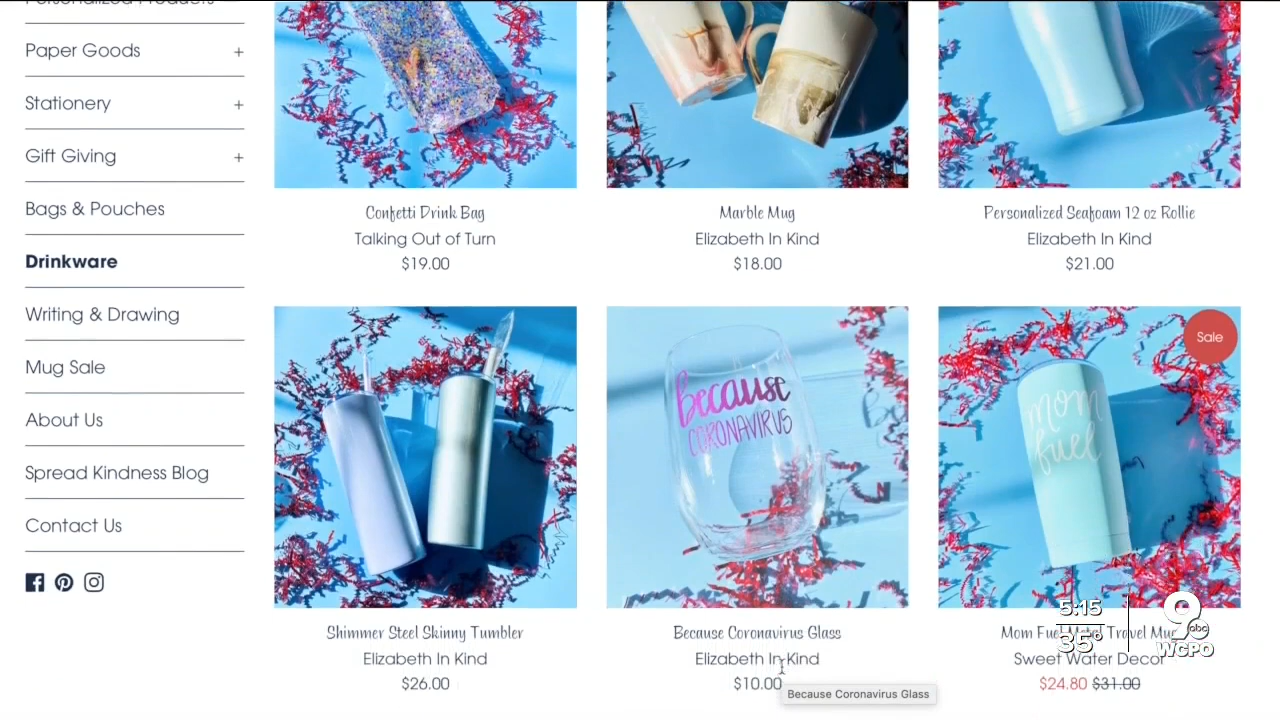 Personalized Products
Paper Goods +
Stationery +
Gift Giving +
Bags & Pouches
Drinkware
Writing & Drawing
Mug Sale
About Us
Spread Kindness Blog
Contact Us
Confetti Drink Bag
Talking Out of Turn
$19.00
Marble Mug
Elizabeth In Kind
$18.00
Personalized Seafoam 12 oz Rollie
Elizabeth In Kind
$21.00
Shimmer Steel Skinny Tumbler
Elizabeth In Kind
$26.00
because
CORONAVIRUS
Because Coronavirus Glass
Elizabeth In Kind
$10.00
Because Coronavirus Glass
Sale
mom
fuel
Mom Fuel Metal Travel Mug
Sweet Water Decor
$24.80 $31.00
5:15
35°
9
abc
WCPO